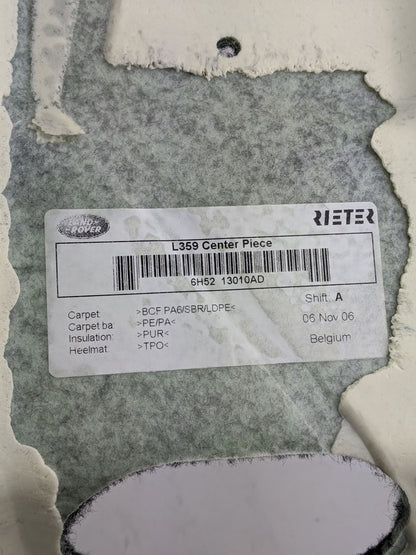 LAND-
ROVER
RIETER
L359 Center Piece
6H52 13010AD
Carpet: >BCF PA6/SBR/LDPE<
Carpet ba: >PE/PA<
Insulation: >PUR<
Heelmat: >TPO<
Shift: A
06 Nov 06
Belgium